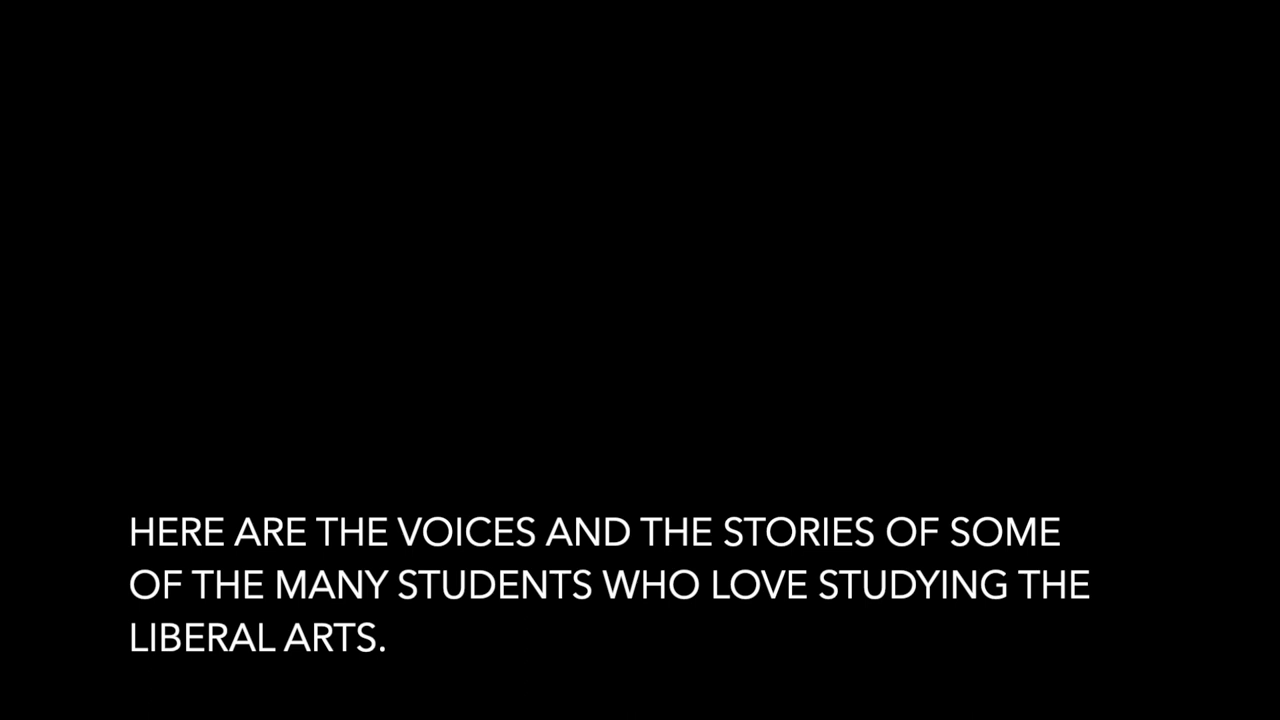 HERE ARE THE VOICES AND THE STORIES OF SOME
OF THE MANY STUDENTS WHO LOVE STUDYING THE
LIBERAL ARTS.